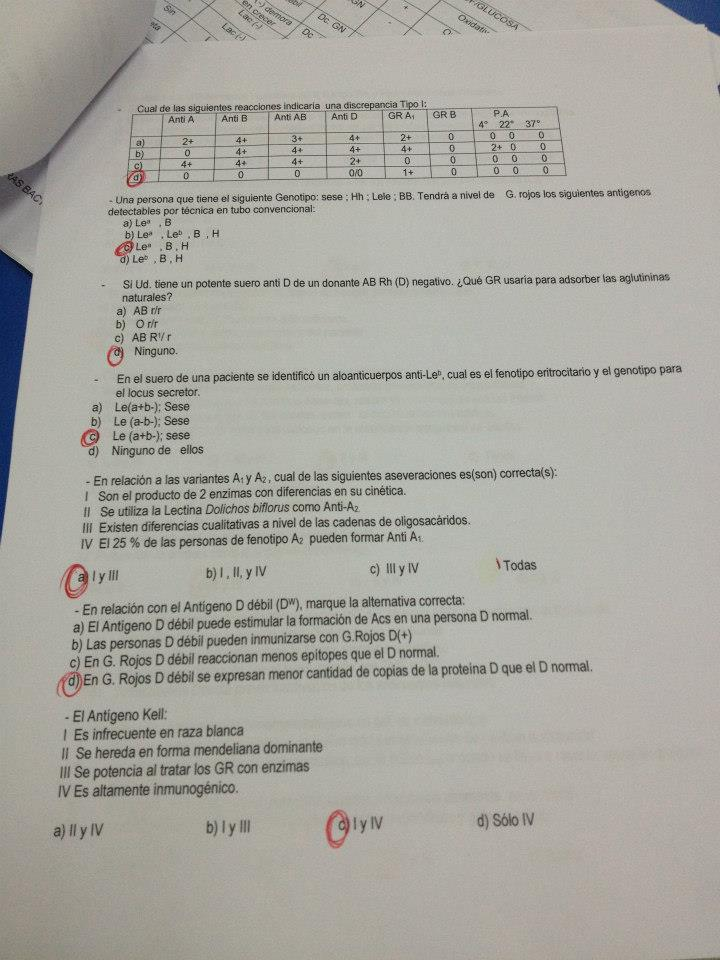 F/GLUCOSA
GN
+
Oxidativ
-
Dc. GN
Dc
(-) demora
en crecer
Lac (-)
Lac (-)
Sin
AS BACT
- Cual de las siguientes reacciones indicaría una discrepancia Tipo I:
Anti A Anti B Anti AB Anti D GR A₁ GR B P.A
4° 22° 37°
a) 2+ 4+ 3+ 4+ 2+ 0 0 0 0
b) 0 4+ 4+ 4+ 4+ 0 2+ 0 0
c) 4+ 4+ 4+ 2+ 0 0 0 0 0
d) 0 0 0 0/0 1+ 0 0 0 0
- Una persona que tiene el siguiente Genotipo: sese ; Hh ; Lele ; BB. Tendrá a nivel de G. rojos los siguientes antígenos
detectables por técnica en tubo convencional:
a) Leᵃ , B
b) Leᵃ , Leᵇ , B , H
c) Leᵃ , B , H
d) Leᵇ , B , H
- Si Ud. tiene un potente suero anti D de un donante AB Rh (D) negativo. ¿Qué GR usaría para adsorber las aglutininas
naturales?
a) AB r/r
b) O r/r
c) AB R¹/ r
d) Ninguno.
- En el suero de una paciente se identificó un aloanticuerpos anti-Leᵇ, cual es el fenotipo eritrocitario y el genotipo para
el locus secretor.
a) Le(a+b-); Sese
b) Le (a-b-); Sese
c) Le (a+b-); sese
d) Ninguno de ellos
- En relación a las variantes A₁ y A₂ , cual de las siguientes aseveraciones es(son) correcta(s):
I Son el producto de 2 enzimas con diferencias en su cinética.
II Se utiliza la Lectina Dolichos biflorus como Anti-A₂
III Existen diferencias cualitativas a nivel de las cadenas de oligosacáridos.
IV El 25 % de las personas de fenotipo A₂ pueden formar Anti A₁.
a) I y III b) I , II, y IV c) III y IV Todas
- En relación con el Antígeno D débil (Dᵂ), marque la alternativa correcta:
a) El Antígeno D débil puede estimular la formación de Acs en una persona D normal.
b) Las personas D débil pueden inmunizarse con G.Rojos D(+)
c) En G. Rojos D débil reaccionan menos epítopes que el D normal.
d) En G. Rojos D débil se expresan menor cantidad de copias de la proteína D que el D normal.
- El Antígeno Kell:
I Es infrecuente en raza blanca
II Se hereda en forma mendeliana dominante
III Se potencia al tratar los GR con enzimas
IV Es altamente inmunogénico.
a) II y IV b) I y III c) I y IV d) Sólo IV